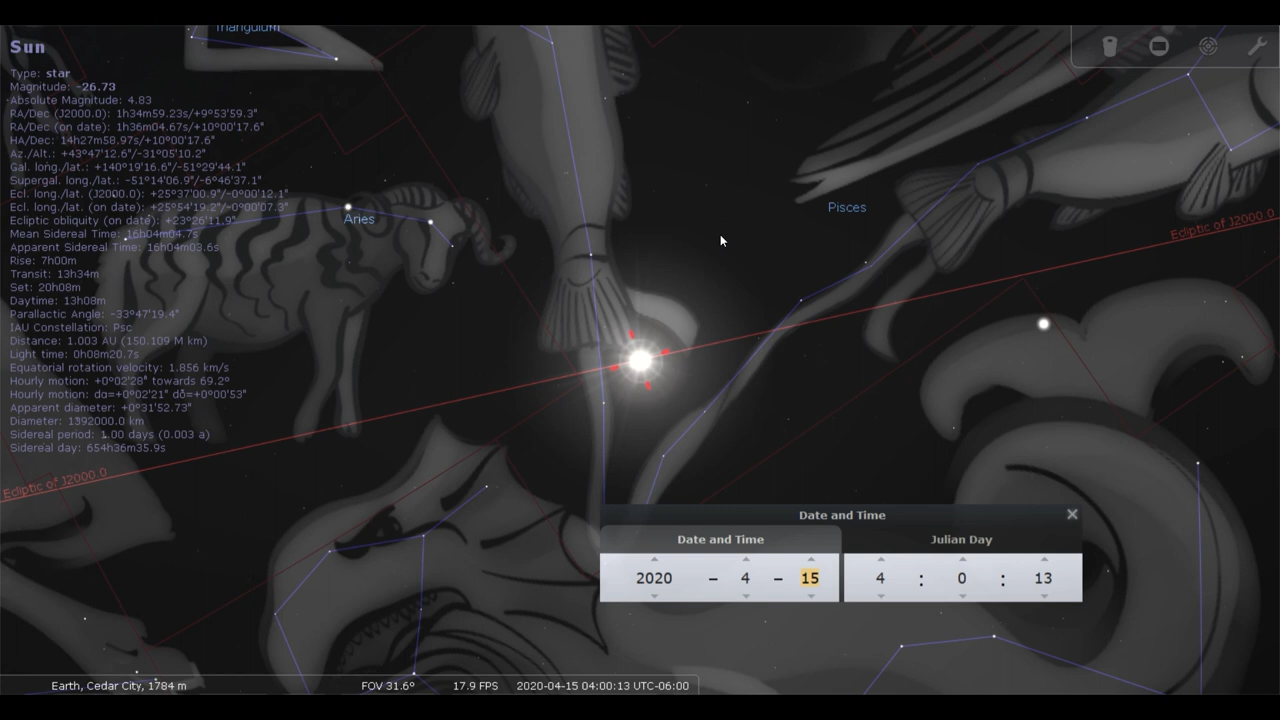 Triangulum
Sun
Type: star
Magnitude: -26.73
Absolute Magnitude: 4.83
RA/Dec (J2000.0): 1h34m59.23s/+9°53'59.3"
RA/Dec (on date): 1h36m04.67s/+10°00'17.6"
HA/Dec: 14h27m58.97s/+10°00'17.6"
Az./Alt.: +43°47'12.6"/-31°05'10.2"
Gal. long./lat.: +140°19'16.6"/-51°29'44.1"
Supergal. long./lat.: -51°14'06.9"/-6°46'37.1"
Ecl. long./lat. (J2000.0): +25°37'00.9"/-0°00'12.1"
Ecl. long./lat. (on date): +25°54'19.2"/-0°00'07.3"
Ecliptic obliquity (on date): +23°26'11.9"
Mean Sidereal Time: 16h04m04.7s
Apparent Sidereal Time: 16h04m03.6s
Rise: 7h00m
Transit: 13h34m
Set: 20h08m
Daytime: 13h08m
Parallactic Angle: -33°47'19.4"
IAU Constellation: Psc
Distance: 1.003 AU (150.109 M km)
Light time: 0h08m20.7s
Equatorial rotation velocity: 1.856 km/s
Hourly motion: +0°02'28" towards 69.2°
Hourly motion: dα=+0°02'21" dδ=+0°00'53"
Apparent diameter: +0°31'52.73"
Diameter: 1392000.0 km
Sidereal period: 1.00 days (0.003 a)
Sidereal day: 654h36m35.9s
Aries
Pisces
Ecliptic of J2000.0
Ecliptic of J2000.0
Date and Time
Date and Time Julian Day
2020 - 4 - 15 4 : 0 : 13
Earth, Cedar City, 1784 m FOV 31.6° 17.9 FPS 2020-04-15 04:00:13 UTC-06:00